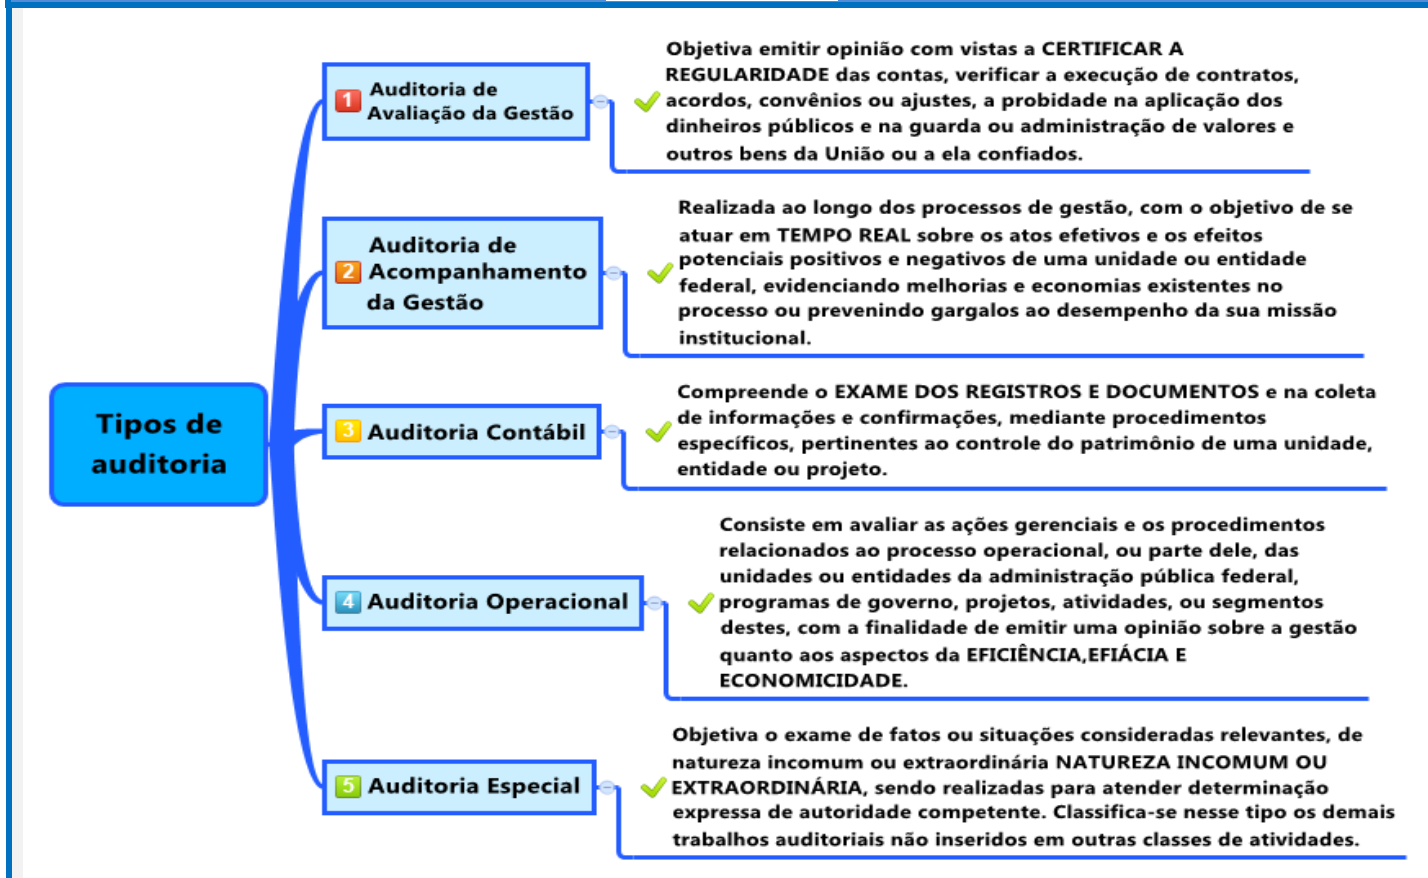 Tipos de
auditoria
1
Auditoria de
Avaliação da Gestão
Objetiva emitir opinião com vistas a CERTIFICAR A
REGULARIDADE das contas, verificar a execução de contratos,
acordos, convênios ou ajustes, a probidade na aplicação dos
dinheiros públicos e na guarda ou administração de valores e
outros bens da União ou a ela confiados.
2
Auditoria de
Acompanhamento
da Gestão
Realizada ao longo dos processos de gestão, com o objetivo de se
atuar em TEMPO REAL sobre os atos efetivos e os efeitos
potenciais positivos e negativos de uma unidade ou entidade
federal, evidenciando melhorias e economias existentes no
processo ou prevenindo gargalos ao desempenho da sua missão
institucional.
3
Auditoria Contábil
Compreende o EXAME DOS REGISTROS E DOCUMENTOS e na coleta
de informações e confirmações, mediante procedimentos
específicos, pertinentes ao controle do patrimônio de uma unidade,
entidade ou projeto.
4
Auditoria Operacional
Consiste em avaliar as ações gerenciais e os procedimentos
relacionados ao processo operacional, ou parte dele, das
unidades ou entidades da administração pública federal,
programas de governo, projetos, atividades, ou segmentos
destes, com a finalidade de emitir uma opinião sobre a gestão
quanto aos aspectos da EFICIÊNCIA,EFIÁCIA E
ECONOMICIDADE.
5
Auditoria Especial
Objetiva o exame de fatos ou situações consideradas relevantes, de
natureza incomum ou extraordinária NATUREZA INCOMUM OU
EXTRAORDINÁRIA, sendo realizadas para atender determinação
expressa de autoridade competente. Classifica-se nesse tipo os demais
trabalhos auditoriais não inseridos em outras classes de atividades.